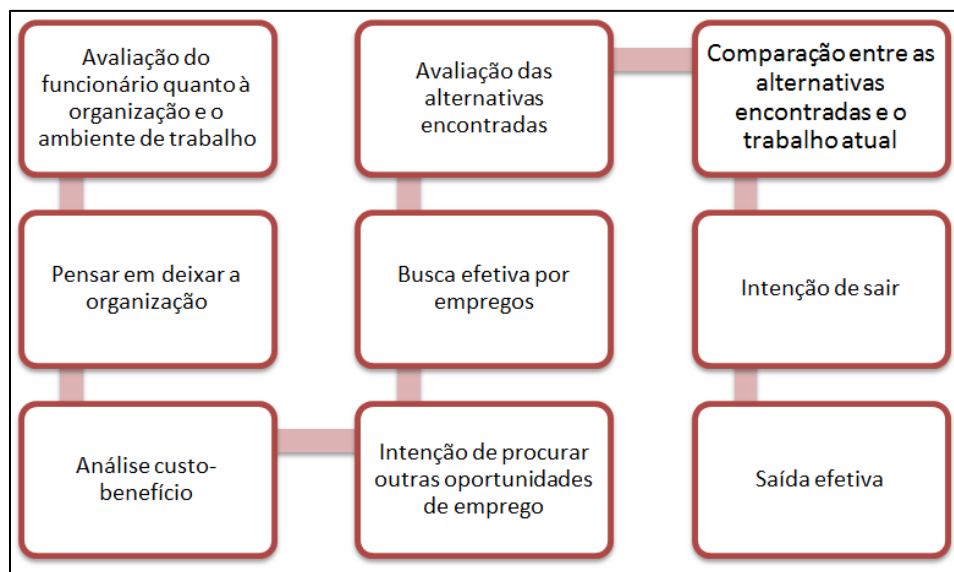 Avaliação do
funcionário quanto à
organização e o
ambiente de trabalho
Pensar em deixar a
organização
Análise custo-
benefício
Intenção de procurar
outras oportunidades
de emprego
Busca efetiva por
empregos
Avaliação das
alternativas
encontradas
Comparação entre as
alternativas
encontradas e o
trabalho atual
Intenção de sair
Saída efetiva